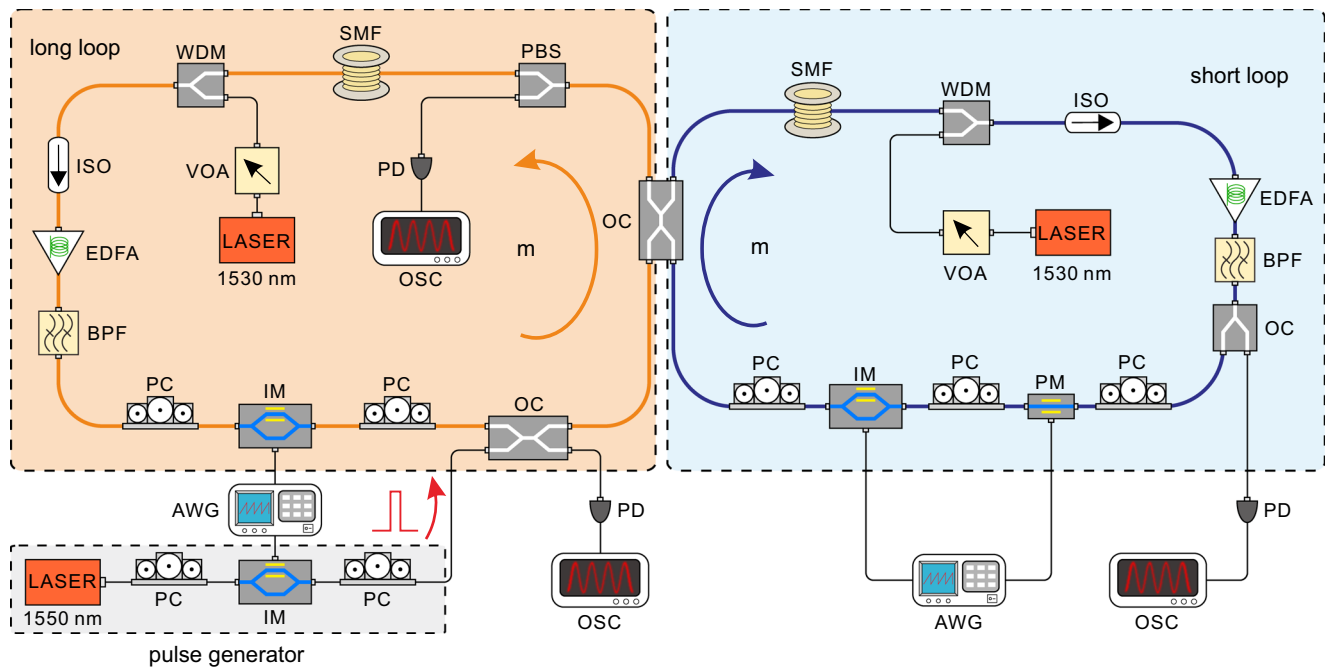 long loop
WDM
SMF
PBS
ISO
VOA
PD
LASER
1530 nm
OSC
m
EDFA
BPF
PC
IM
PC
OC
OC
short loop
SMF
WDM
ISO
EDFA
BPF
OC
m
VOA
LASER
1530 nm
PC
IM
PC
PM
PC
AWG
PD
OSC
LASER
1550 nm
PC
IM
PC
pulse generator
AWG
PD
OSC